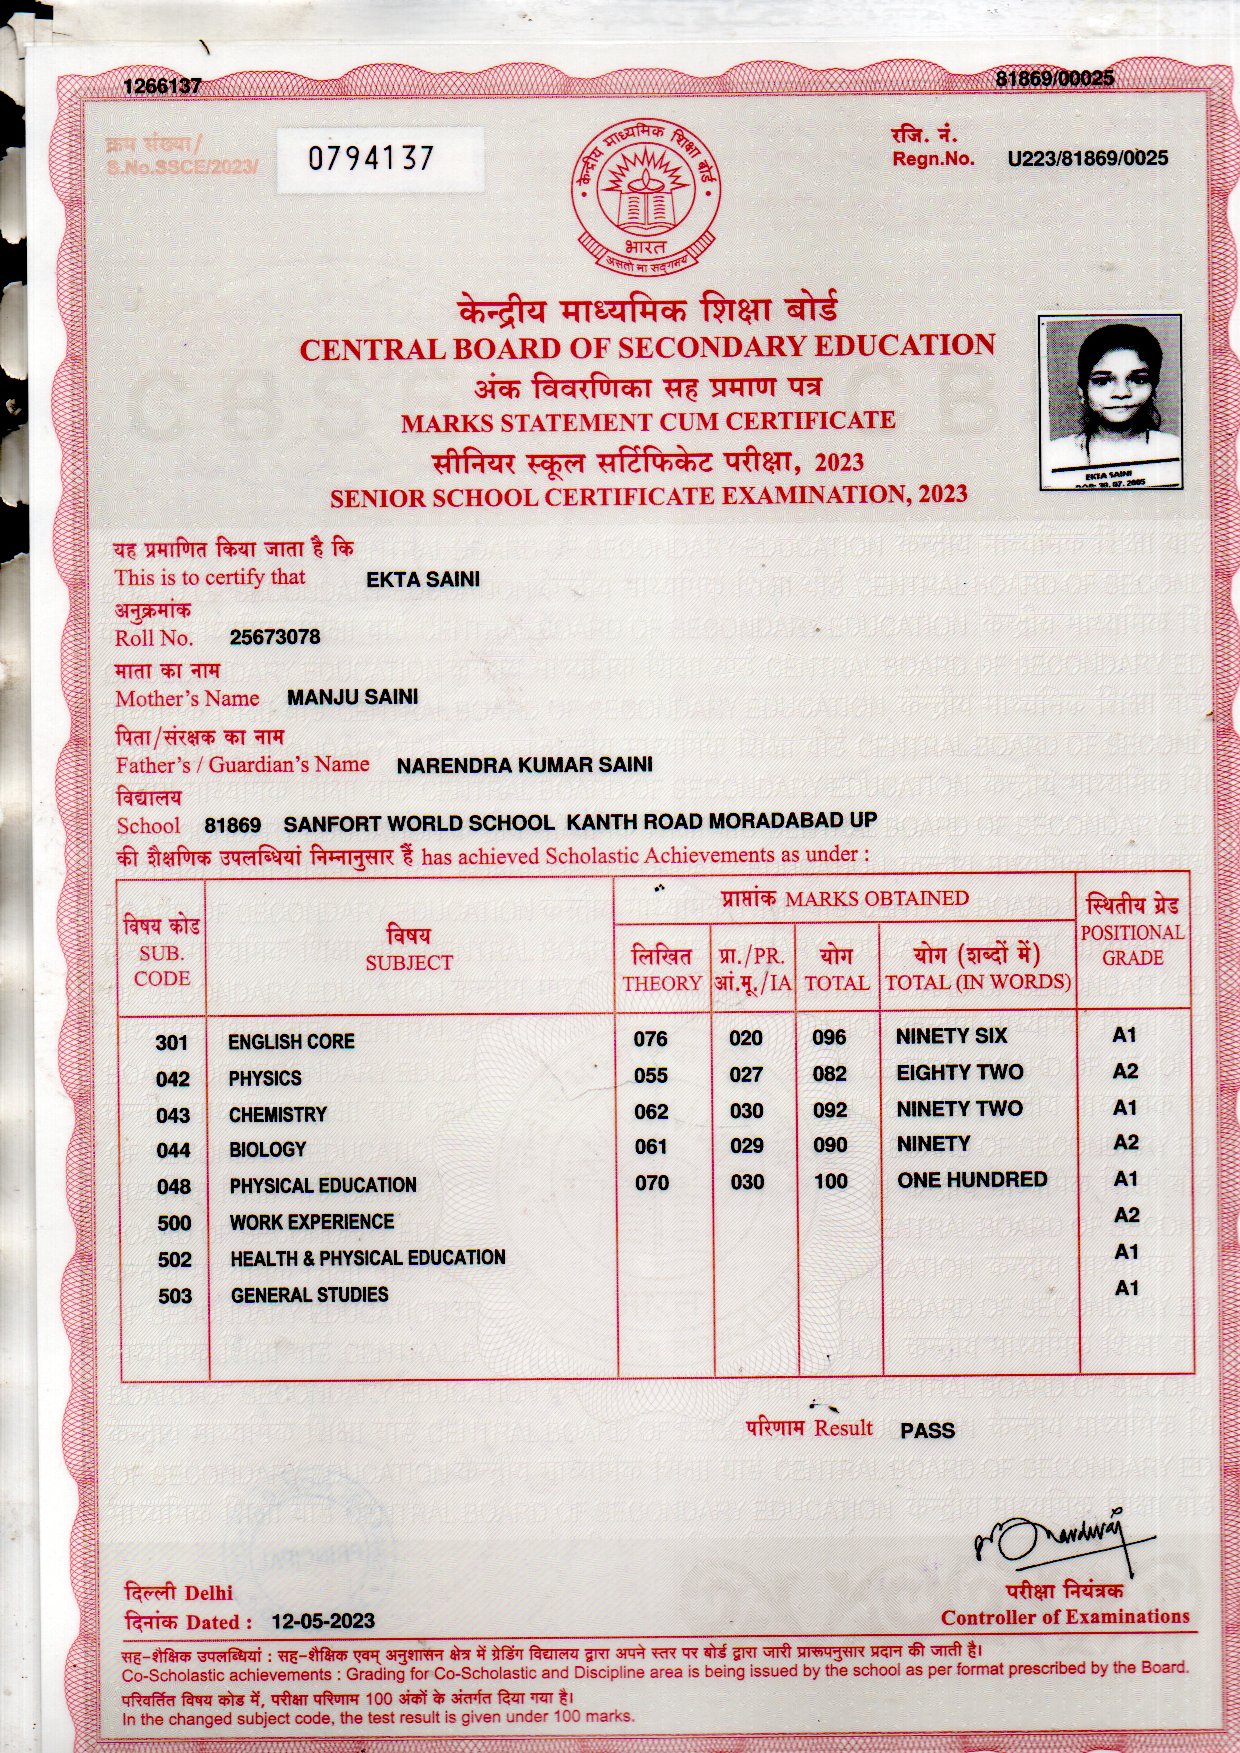 1266137
81869/00025
क्रम संख्या/
S.No.SSCE/2023/
0794137
रजि. नं.
Regn.No. U223/81869/0025
केन्द्रीय माध्यमिक शिक्षा बोर्ड
भारत
असतो मा सद्गमय
केन्द्रीय माध्यमिक शिक्षा बोर्ड
CENTRAL BOARD OF SECONDARY EDUCATION
अंक विवरणिका सह प्रमाण पत्र
MARKS STATEMENT CUM CERTIFICATE
सीनियर स्कूल सर्टिफिकेट परीक्षा, 2023
SENIOR SCHOOL CERTIFICATE EXAMINATION, 2023
EKTA SAINI
यह प्रमाणित किया जाता है कि
This is to certify that EKTA SAINI
अनुक्रमांक
Roll No. 25673078
माता का नाम
Mother's Name MANJU SAINI
पिता/संरक्षक का नाम
Father's / Guardian's Name NARENDRA KUMAR SAINI
विद्यालय
School 81869 SANFORT WORLD SCHOOL KANTH ROAD MORADABAD UP
की शैक्षणिक उपलब्धियां निम्नानुसार हैं has achieved Scholastic Achievements as under :
विषय कोड SUB. CODE
विषय SUBJECT
प्राप्तांक MARKS OBTAINED
स्थितीय ग्रेड POSITIONAL GRADE
लिखित THEORY
प्रा./PR. आं.मू./IA
योग TOTAL
योग (शब्दों में) TOTAL (IN WORDS)
301 ENGLISH CORE 076 020 096 NINETY SIX A1
042 PHYSICS 055 027 082 EIGHTY TWO A2
043 CHEMISTRY 062 030 092 NINETY TWO A1
044 BIOLOGY 061 029 090 NINETY A2
048 PHYSICAL EDUCATION 070 030 100 ONE HUNDRED A1
500 WORK EXPERIENCE A2
502 HEALTH & PHYSICAL EDUCATION A1
503 GENERAL STUDIES A1
परिणाम Result PASS
दिल्ली Delhi
दिनांक Dated : 12-05-2023
परीक्षा नियंत्रक
Controller of Examinations
सह-शैक्षिक उपलब्धियां : सह-शैक्षिक एवम् अनुशासन क्षेत्र में ग्रेडिंग विद्यालय द्वारा अपने स्तर पर बोर्ड द्वारा जारी प्रारूपनुसार प्रदान की जाती है।
Co-Scholastic achievements : Grading for Co-Scholastic and Discipline area is being issued by the school as per format prescribed by the Board.
परिवर्तित विषय कोड में, परीक्षा परिणाम 100 अंकों के अंतर्गत दिया गया है।
In the changed subject code, the test result is given under 100 marks.